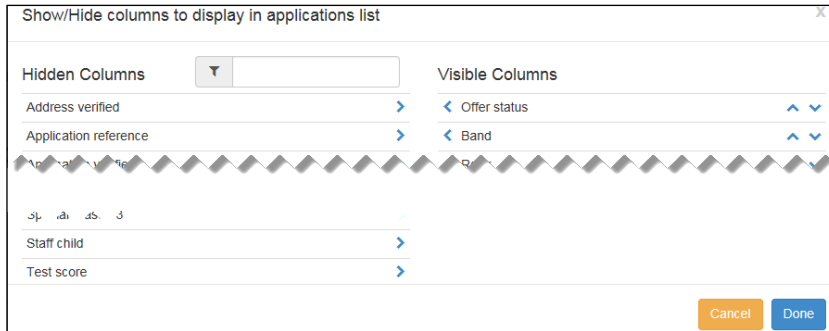 Show/Hide columns to display in applications list
X
Hidden Columns
Visible Columns
Address verified
Offer status
Application reference
Band
Staff child
Test score
Cancel
Done